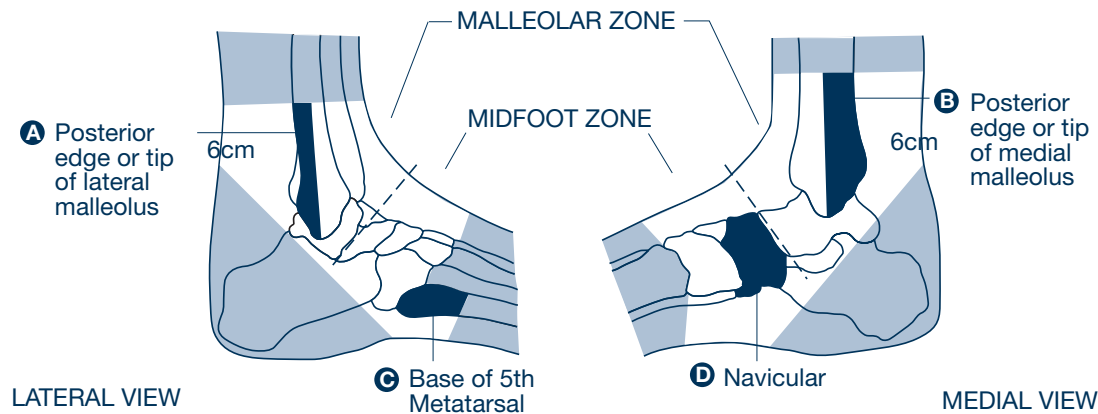 MALLEOLAR ZONE
MIDFOOT ZONE
A Posterior
edge or tip
of lateral
malleolus
6cm
B Posterior
edge or tip
of medial
malleolus
6cm
C Base of 5th
Metatarsal
D Navicular
LATERAL VIEW
MEDIAL VIEW